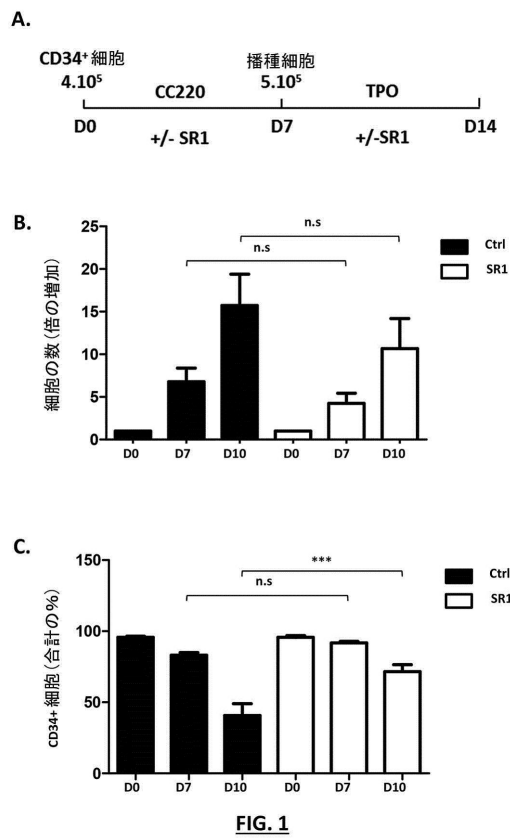 A.
CD34⁺ 細胞 播種細胞
4.10⁵ CC220 5.10⁵ TPO
D0 +/- SR1 D7 +/-SR1 D14
B.
n.s
n.s
Ctrl
SR1
細胞の数(倍の増加)
25
20
15
10
5
0
D0 D7 D10 D0 D7 D10
C.
***
n.s
Ctrl
SR1
CD34+ 細胞(合計の%)
150
100
50
0
D0 D7 D10 D0 D7 D10
FIG. 1